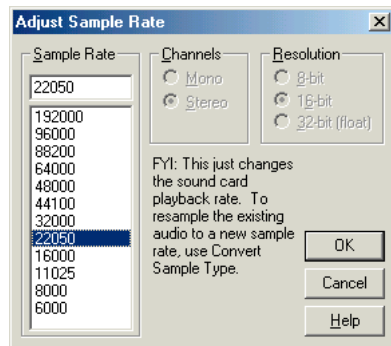 Adjust Sample Rate
Sample Rate
22050
192000
96000
88200
64000
48000
44100
32000
22050
16000
11025
8000
6000
Channels
Mono
Stereo
Resolution
8-bit
16-bit
32-bit (float)
FYI: This just changes
the sound card
playback rate. To
resample the existing
audio to a new sample
rate, use Convert
Sample Type.
OK
Cancel
Help